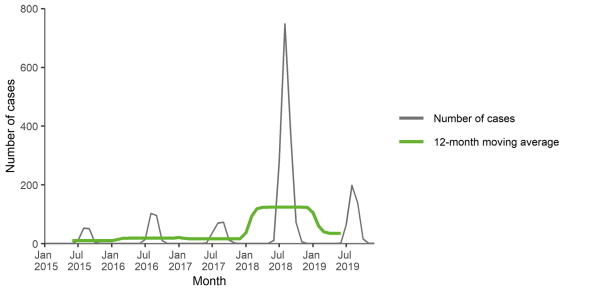 800
600
400
200
0
Number of cases
Jan Jul Jan Jul Jan Jul Jan Jul Jan Jul
2015 2015 2016 2016 2017 2017 2018 2018 2019 2019
Month
Number of cases
12-month moving average